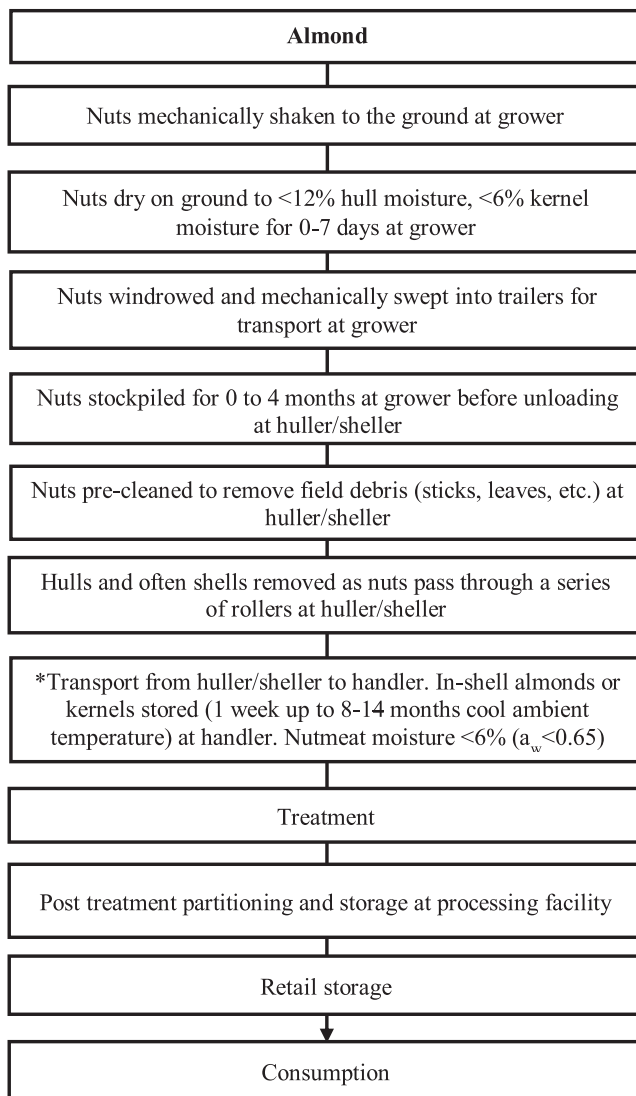 Almond
Nuts mechanically shaken to the ground at grower
Nuts dry on ground to <12% hull moisture, <6% kernel
moisture for 0-7 days at grower
Nuts windrowed and mechanically swept into trailers for
transport at grower
Nuts stockpiled for 0 to 4 months at grower before unloading
at huller/sheller
Nuts pre-cleaned to remove field debris (sticks, leaves, etc.) at
huller/sheller
Hulls and often shells removed as nuts pass through a series
of rollers at huller/sheller
*Transport from huller/sheller to handler. In-shell almonds or
kernels stored (1 week up to 8-14 months cool ambient
temperature) at handler. Nutmeat moisture <6% (aw<0.65)
Treatment
Post treatment partitioning and storage at processing facility
Retail storage
Consumption